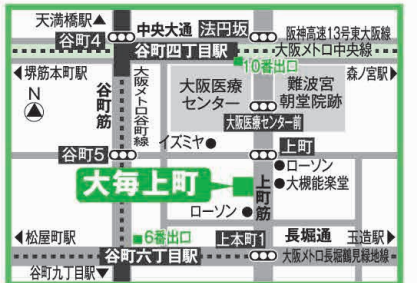 天満橋駅▲
谷町4
中央大通
法円坂
阪神高速13号東大阪線
谷町四丁目駅
大阪メトロ中央線
10番出口
◀堺筋本町駅
森ノ宮駅▶
N
谷町筋
大阪メトロ谷町線
大阪医療
センター
難波宮
朝堂院跡
大阪医療センター前
イズミヤ●
谷町5
上町
●ローソン
●大槻能楽堂
大毎上町
上町筋
ローソン●
◀松屋町駅
6番出口
上本町1
長堀通
玉造駅▶
谷町六丁目駅
大阪メトロ長堀鶴見緑地線
谷町九丁目駅▼